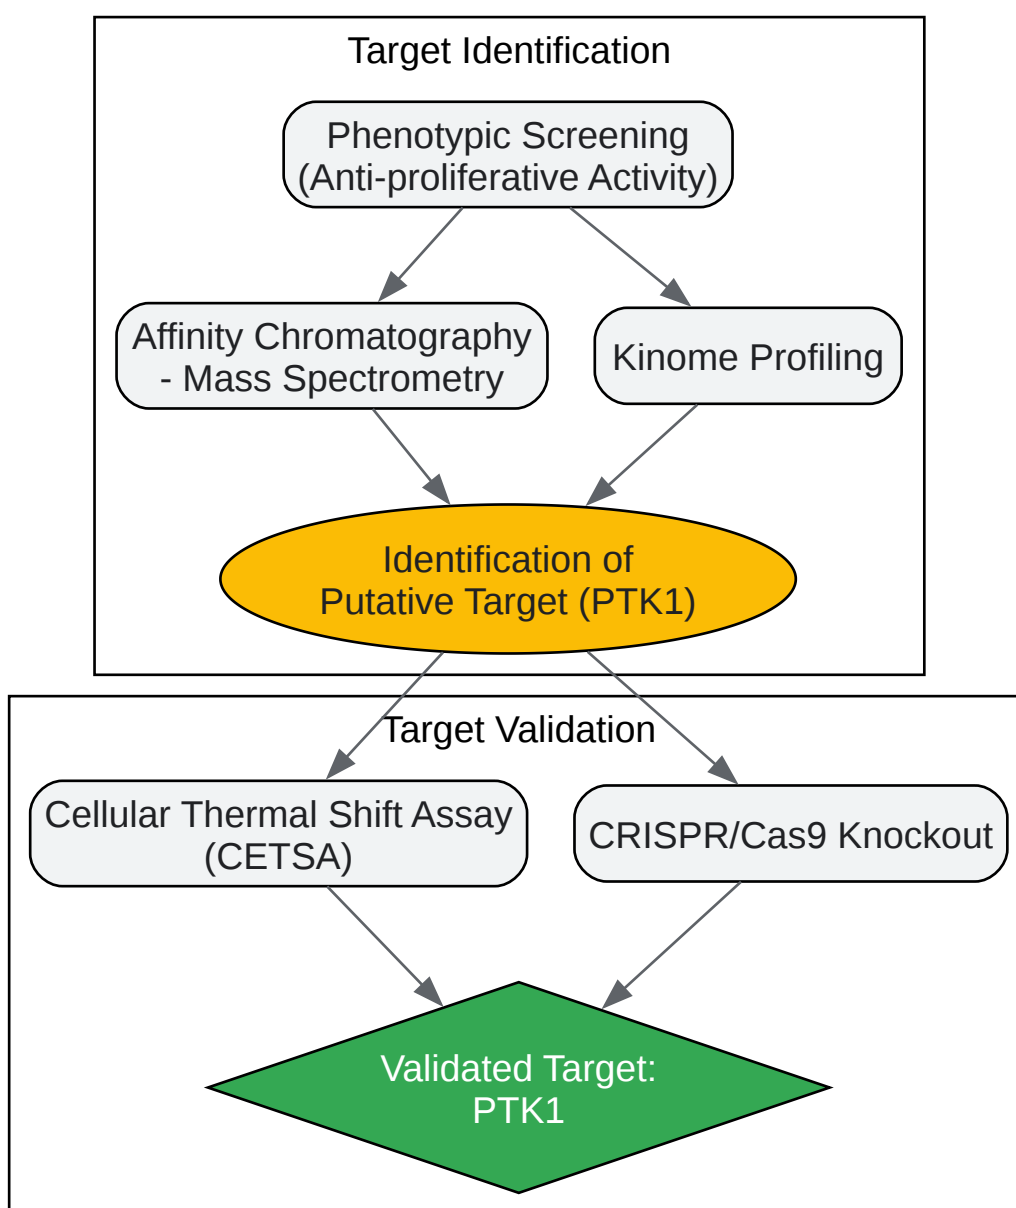 Target Identification
Phenotypic Screening
(Anti-proliferative Activity)
Affinity Chromatography
- Mass Spectrometry
Kinome Profiling
Identification of
Putative Target (PTK1)
Target Validation
Cellular Thermal Shift Assay
(CETSA)
CRISPR/Cas9 Knockout
Validated Target:
PTK1